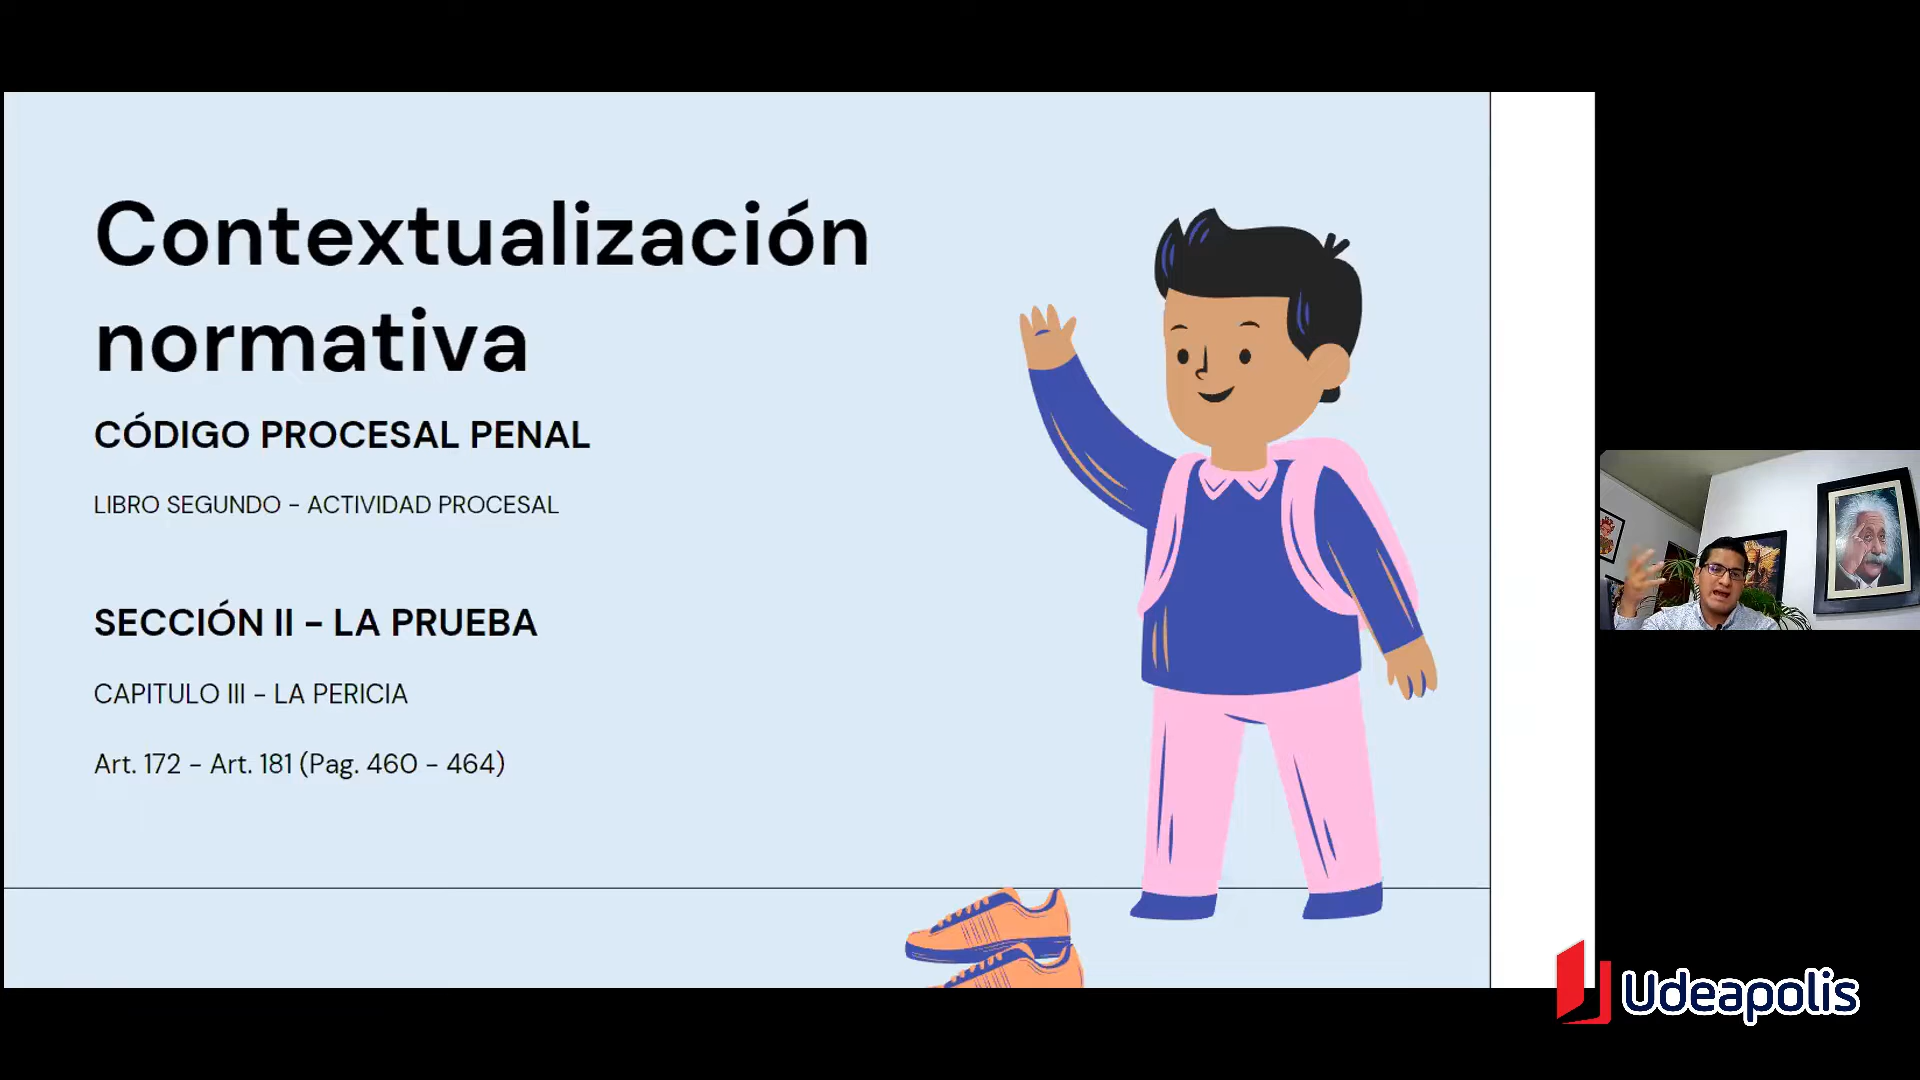 Contextualización
normativa
CÓDIGO PROCESAL PENAL
LIBRO SEGUNDO - ACTIVIDAD PROCESAL
SECCIÓN II - LA PRUEBA
CAPITULO III - LA PERICIA
Art. 172 - Art. 181 (Pag. 460 - 464)
Udeapolis